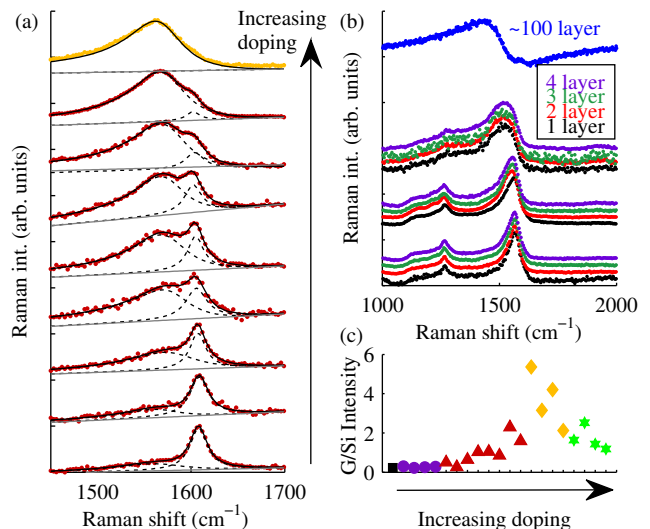 (a)
Increasing
doping
Raman int. (arb. units)
1500
1600
1700
Raman shift (cm⁻¹)
(b)
~100 layer
4 layer
3 layer
2 layer
1 layer
Raman int. (arb. units)
1000
1500
2000
Raman shift (cm⁻¹)
(c)
6
4
2
0
G/Si Intensity
Increasing doping